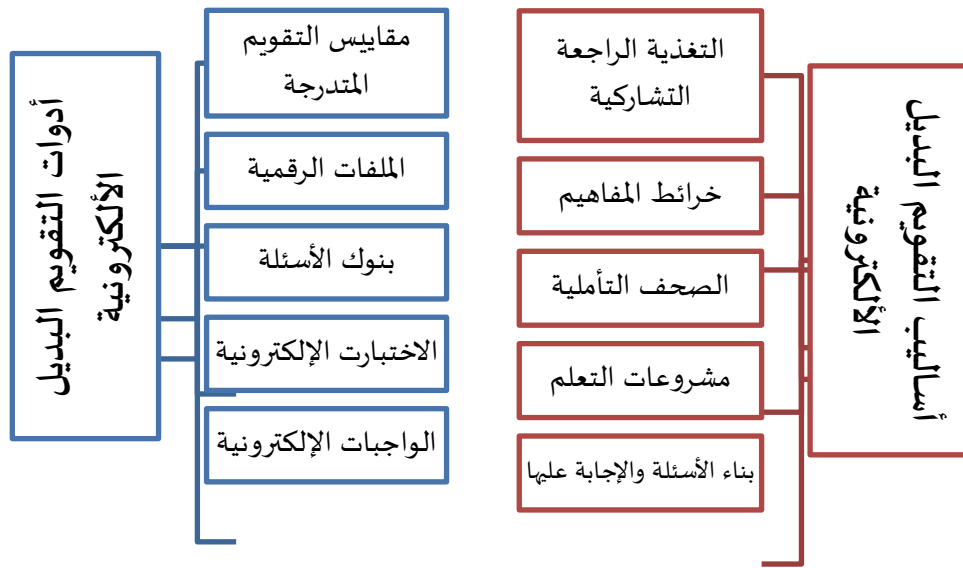 أساليب التقويم البديل
الألكترونية
التغذية الراجعة
التشاركية
خرائط المفاهيم
الصحف التأملية
مشروعات التعلم
بناء الأسئلة والإجابة عليها
أدوات التقويم البديل
الألكترونية
مقاييس التقويم
المتدرجة
الملفات الرقمية
بنوك الأسئلة
الاختبارت الإلكترونية
الواجبات الإلكترونية